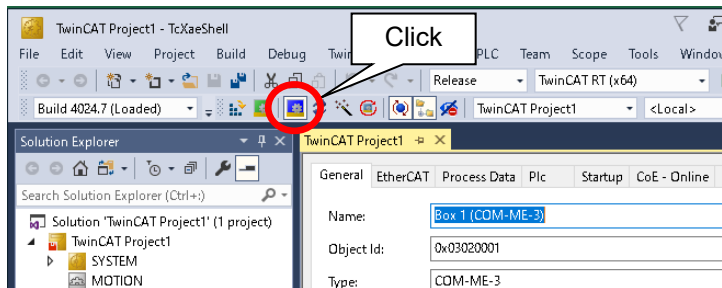 TwinCAT Project1 - TcXaeShell
Click
File Edit View Project Build Debug Twin PLC Team Scope Tools Window
Release TwinCAT RT (x64)
Build 4024.7 (Loaded) TwinCAT Project1 <Local>
Solution Explorer
TwinCAT Project1
General EtherCAT Process Data Plc Startup CoE - Online
Search Solution Explorer (Ctrl+:)
Solution 'TwinCAT Project1' (1 project)
TwinCAT Project1
SYSTEM
MOTION
Name: Box 1 (COM-ME-3)
Object Id: 0x03020001
Type: COM-ME-3